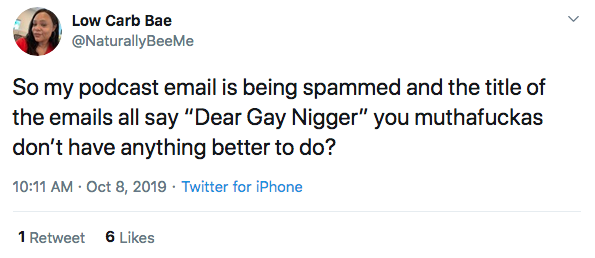 Low Carb Bae
@NaturallyBeeMe
So my podcast email is being spammed and the title of
the emails all say “Dear Gay Nigger” you muthafuckas
don’t have anything better to do?
10:11 AM · Oct 8, 2019 · Twitter for iPhone
1 Retweet 6 Likes